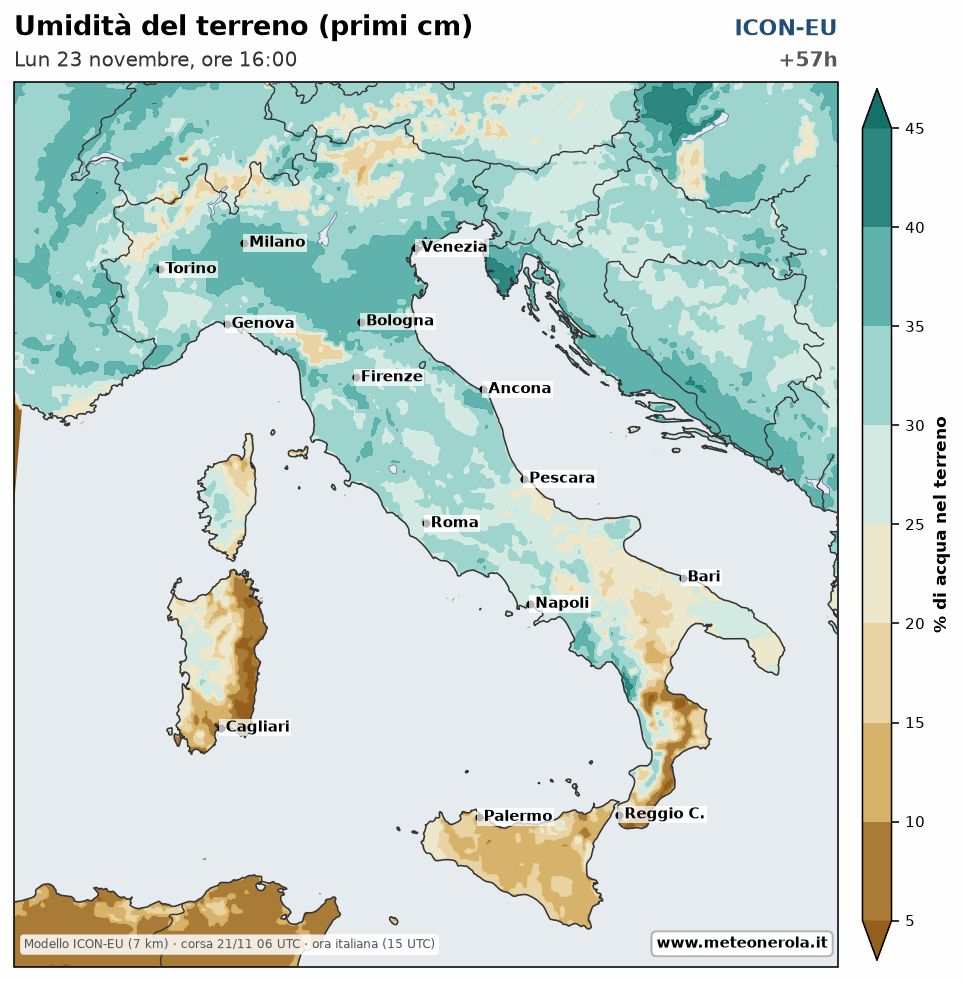 Umidità del terreno (primi cm)
ICON-EU
Lun 23 novembre, ore 16:00
+57h
Milano
Venezia
Torino
Genova
Bologna
Firenze
Ancona
Pescara
Roma
Bari
Napoli
Cagliari
Palermo
Reggio C.
45
40
35
30
25
20
15
10
5
% di acqua nel terreno
Modello ICON-EU (7 km) · corsa 21/11 06 UTC · ora italiana (15 UTC)
www.meteonerola.it